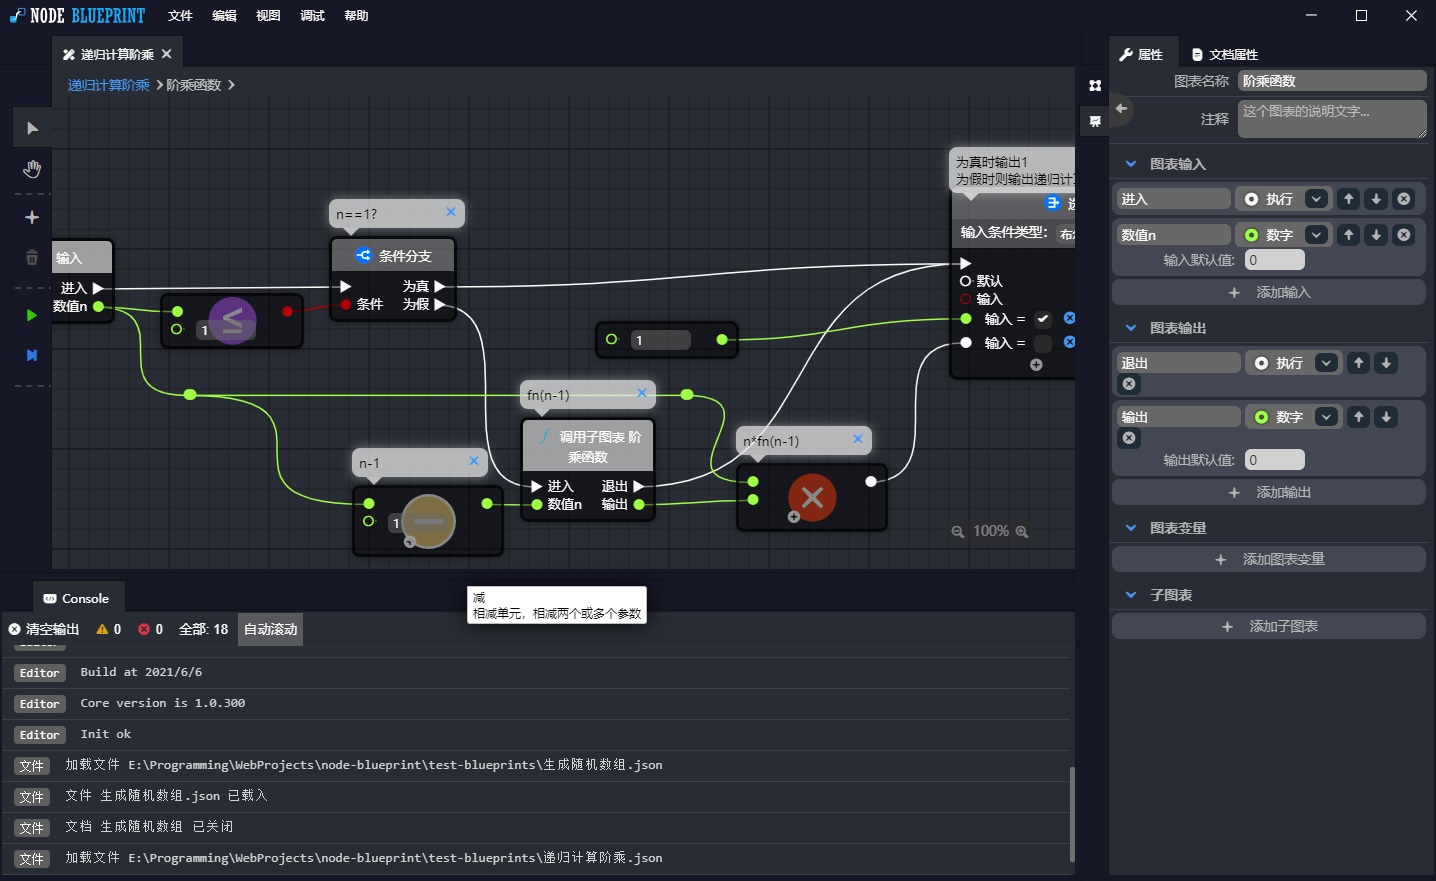 NODE BLUEPRINT 文件 编辑 视图 调试 帮助
递归计算阶乘
递归计算阶乘 阶乘函数
输入
进入
数值n
1
n==1?
条件分支
为真
条件 为假
1
fn(n-1)
调用子图表 阶
乘函数
进入 退出
数值n 输出
n-1
1
n*fn(n-1)
为真时输出1
为假时则输出递归计
输入条件类型:
默认
输入
输入 =
输入 =
100%
减
相减单元，相减两个或多个参数
Console
清空输出 0 0 全部: 18 自动滚动
Editor Build at 2021/6/6
Editor Core version is 1.0.300
Editor Init ok
文件 加载文件 E:\Programming\WebProjects\node-blueprint\test-blueprints\生成随机数组.json
文件 文件 生成随机数组.json 已载入
文件 文档 生成随机数组 已关闭
文件 加载文件 E:\Programming\WebProjects\node-blueprint\test-blueprints\递归计算阶乘.json
属性 文档属性
图表名称 阶乘函数
注释 这个图表的说明文字...
图表输入
进入 执行
数值n 数字
输入默认值: 0
添加输入
图表输出
退出 执行
输出 数字
输出默认值: 0
添加输出
图表变量
添加图表变量
子图表
添加子图表